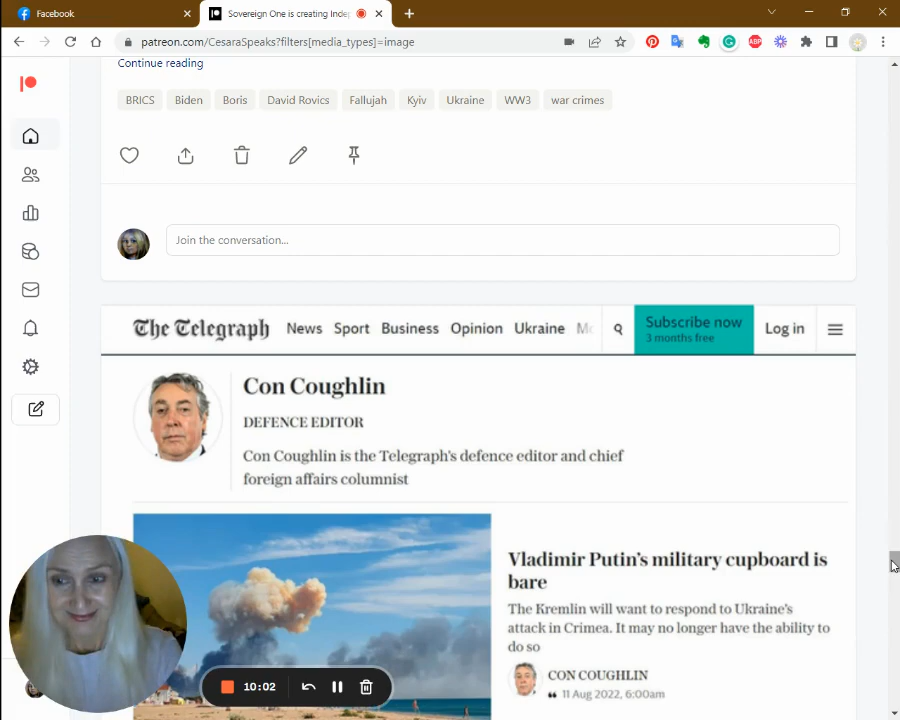 Facebook
Sovereign One is creating Inde
patreon.com/CesaraSpeaks?filters[media_types]=image
ABP
Continue reading
BRICS Biden Boris David Rovics Fallujah Kyiv Ukraine WW3 war crimes
Join the conversation...
The Telegraph News Sport Business Opinion Ukraine Mo Subscribe now Log in
3 months free
Con Coughlin
DEFENCE EDITOR
Con Coughlin is the Telegraph's defence editor and chief
foreign affairs columnist
Vladimir Putin's military cupboard is
bare
The Kremlin will want to respond to Ukraine's
attack in Crimea. It may no longer have the ability to
do so
CON COUGHLIN
11 Aug 2022, 6:00am
10:02